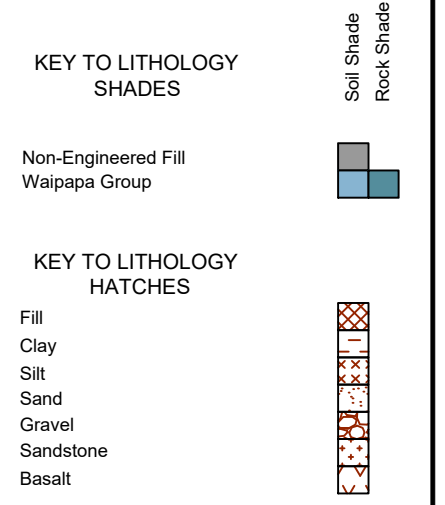 KEY TO LITHOLOGY
SHADES
Soil Shade
Rock Shade
Non-Engineered Fill
Waipapa Group
KEY TO LITHOLOGY
HATCHES
Fill
Clay
Silt
Sand
Gravel
Sandstone
Basalt